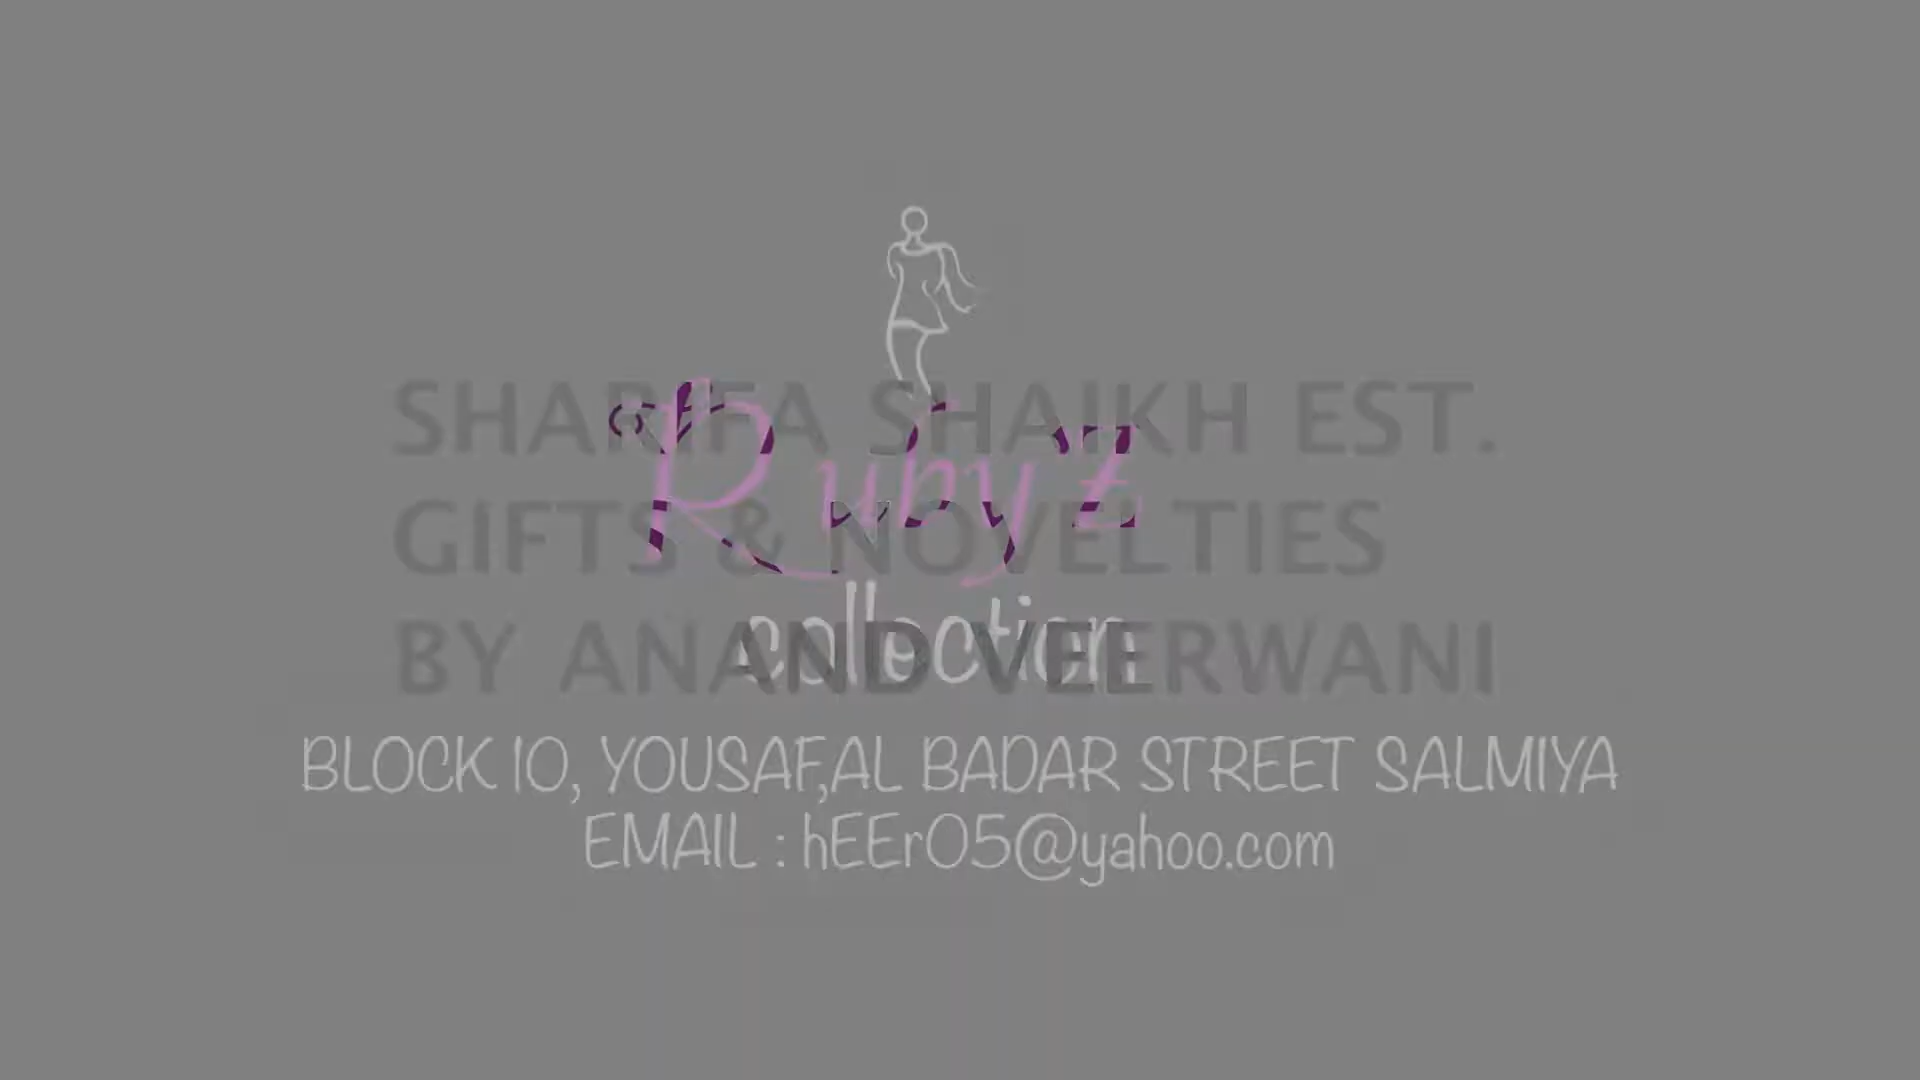 SHARIFA SHAIKH EST.
Ruby'z
GIFTS & NOVELTIES
collection
BY ANAND VEERWANI
BLOCK 10, YOUSAF,AL BADAR STREET SALMIYA
EMAIL : hEEr05@yahoo.com